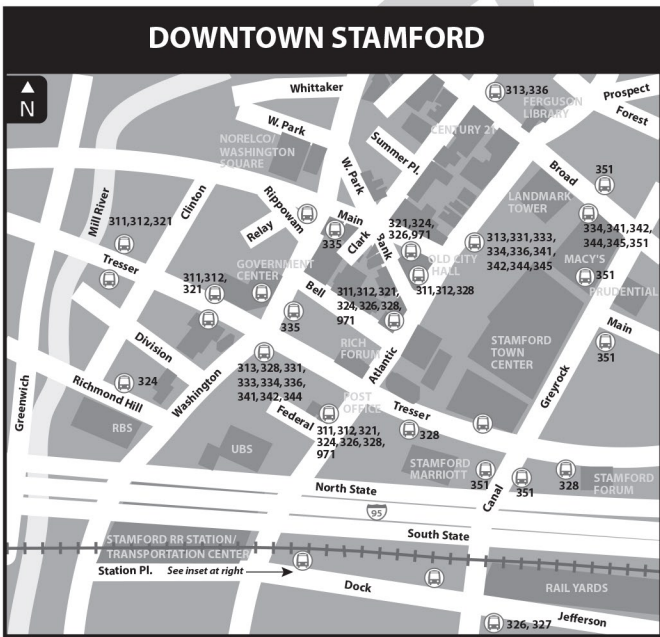 DOWNTOWN STAMFORD
N
Whittaker
W. Park
NORELCO/
WASHINGTON
SQUARE
Summer Pl.
CENTURY 21
313,336
FERGUSON
LIBRARY
Prospect
Forest
Broad
351
LANDMARK
TOWER
334,341,342,
344,345,351
MACY'S
351
PRUDENTIAL
Main
351
Mill River
311,312,321
Clinton
Rippowam
Relay
W. Park
Main
335
Clark
Bank
321,324,
326,971
OLD CITY
HALL
311,312,328
313,331,333,
334,336,341,
342,344,345
Tresser
311,312,
321
GOVERNMENT
CENTER
Bell
335
311,312,321,
324,326,328,
971
RICH
FORUM
Atlantic
STAMFORD
TOWN
CENTER
Greyrock
Division
Richmond Hill
324
Washington
313,328,331,
333,334,336,
341,342,344
Greenwich
RBS
UBS
Federal
POST
OFFICE
311,312,321,
324,326,328,
971
Tresser
328
STAMFORD
MARRIOTT
351
Canal
351
328
STAMFORD
FORUM
North State
95
South State
STAMFORD RR STATION/
TRANSPORTATION CENTER
Station Pl.
See inset at right
Dock
RAIL YARDS
Jefferson
326, 327